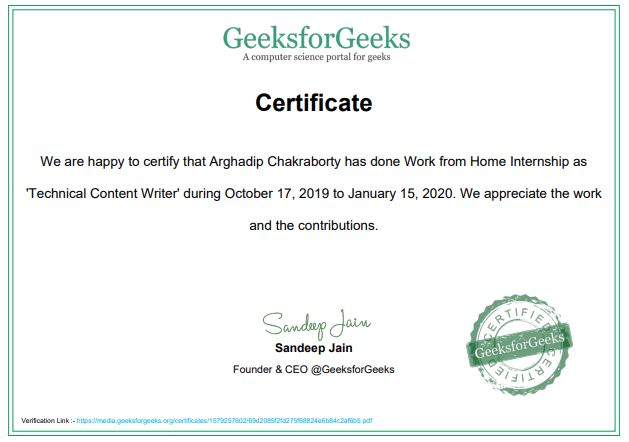 GeeksforGeeks
A computer science portal for geeks
Certificate
We are happy to certify that Arghadip Chakraborty has done Work from Home Internship as
'Technical Content Writer' during October 17, 2019 to January 15, 2020. We appreciate the work
and the contributions.
Sandeep Jain
Sandeep Jain
Founder & CEO @GeeksforGeeks
CERTIFIED
GeeksforGeeks
CERTIFIED
Verification Link :- https://media.geeksforgeeks.org/certificates/1579257602/69d2085f2fd275f68824e6b64c2af6b5.pdf